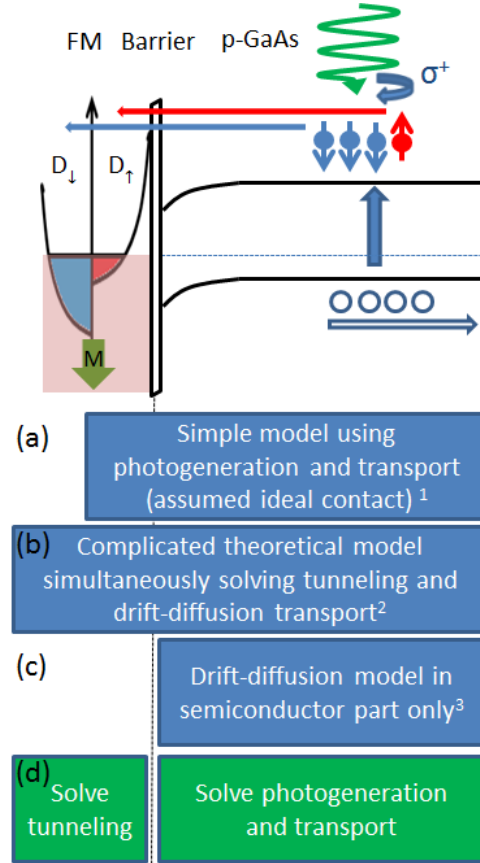 FM Barrier p-GaAs
σ+
D↓ D↑
M
(a)
Simple model using
photogeneration and transport
(assumed ideal contact) 1
(b)
Complicated theoretical model
simultaneously solving tunneling and
drift-diffusion transport2
(c)
Drift-diffusion model in
semiconductor part only3
(d)
Solve
tunneling
Solve photogeneration
and transport